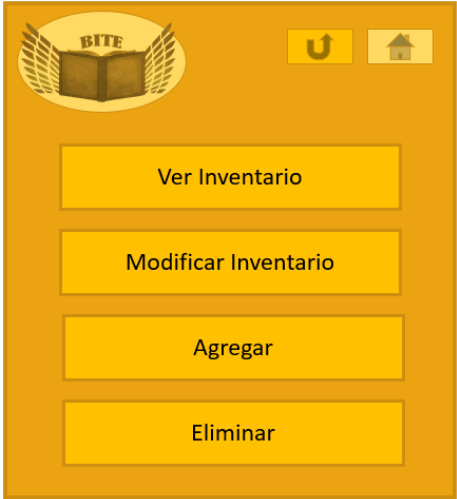 BITE
Ver Inventario
Modificar Inventario
Agregar
Eliminar